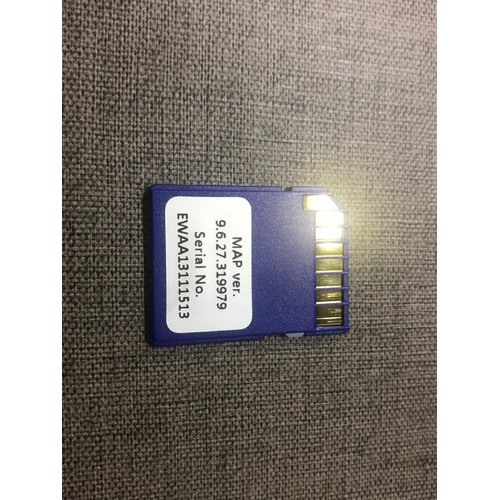 MAP ver.
9.6.27.319979
Serial No.
EWAA13111513